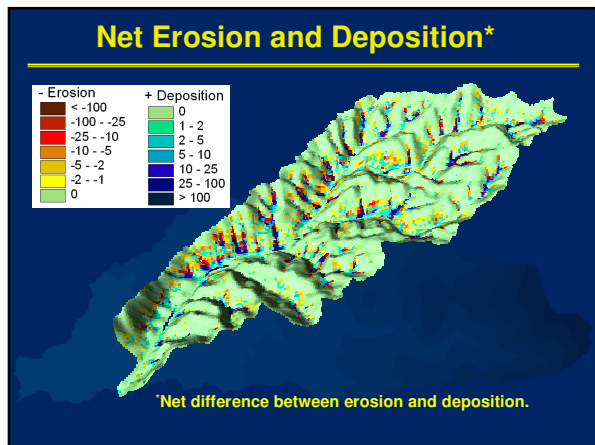 Net Erosion and Deposition*
- Erosion
< -100
-100 - -25
-25 - -10
-10 - -5
-5 - -2
-2 - -1
0
+ Deposition
0
1 - 2
2 - 5
5 - 10
10 - 25
25 - 100
> 100
*Net difference between erosion and deposition.